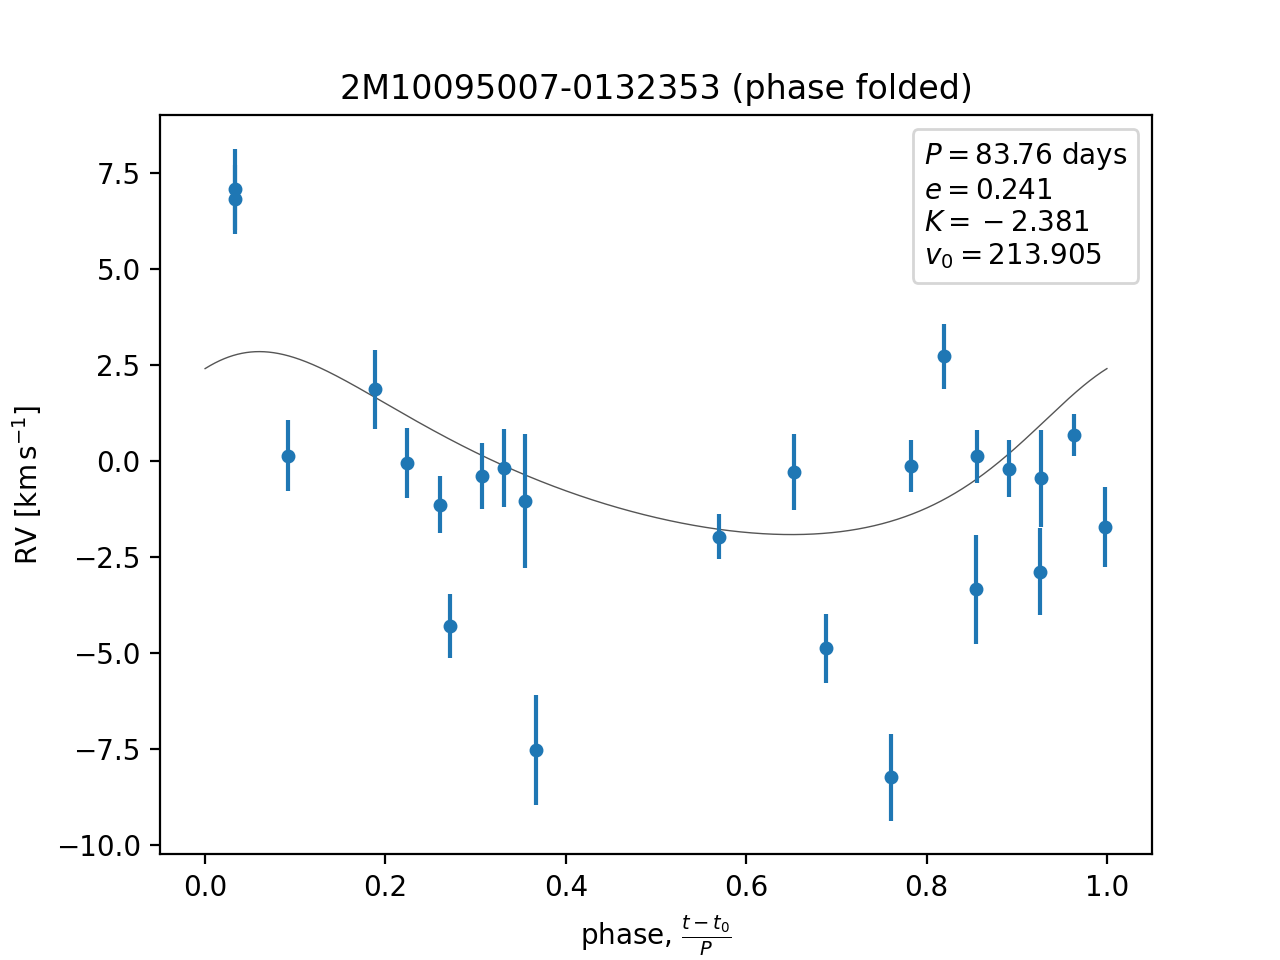 2M10095007-0132353 (phase folded)
P = 83.76 days
e = 0.241
K = −2.381
v₀ = 213.905
RV [km s⁻¹]
7.5
5.0
2.5
0.0
−2.5
−5.0
−7.5
−10.0
0.0 0.2 0.4 0.6 0.8 1.0
phase, (t − t₀)/P